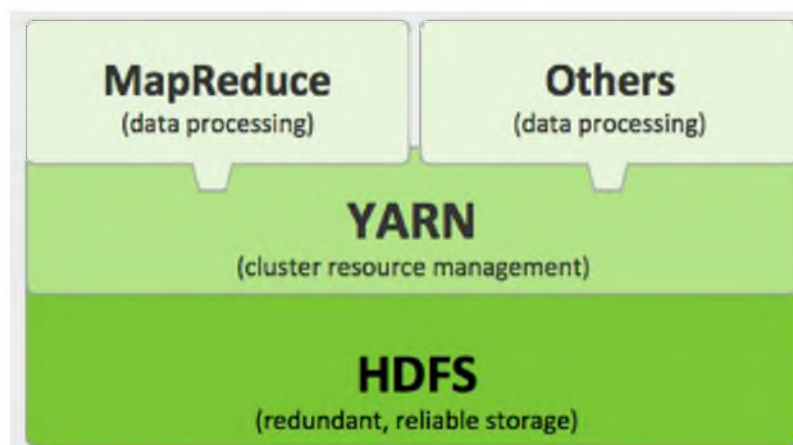 MapReduce
(data processing)
Others
(data processing)
YARN
(cluster resource management)
HDFS
(redundant, reliable storage)